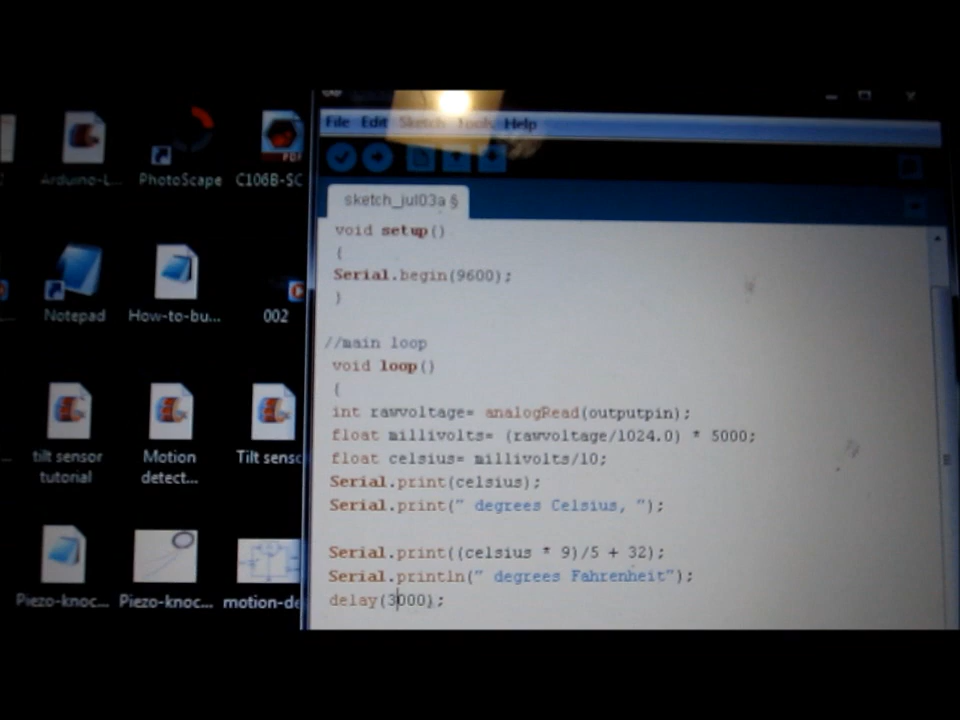 Arduino-L...
PhotoScape
C106B-SC
Notepad
How-to-bu...
002
tilt sensor
tutorial
Motion
detect...
Tilt senso
Piezo-knoc...
Piezo-knoc...
motion-de
File Edit Sketch Tools Help
sketch_jul03a §
void setup()
{
Serial.begin(9600);
}
//main loop
void loop()
{
int rawvoltage= analogRead(outputpin);
float millivolts= (rawvoltage/1024.0) * 5000;
float celsius= millivolts/10;
Serial.print(celsius);
Serial.print(" degrees Celsius, ");
Serial.print((celsius * 9)/5 + 32);
Serial.println(" degrees Fahrenheit");
delay(3000);